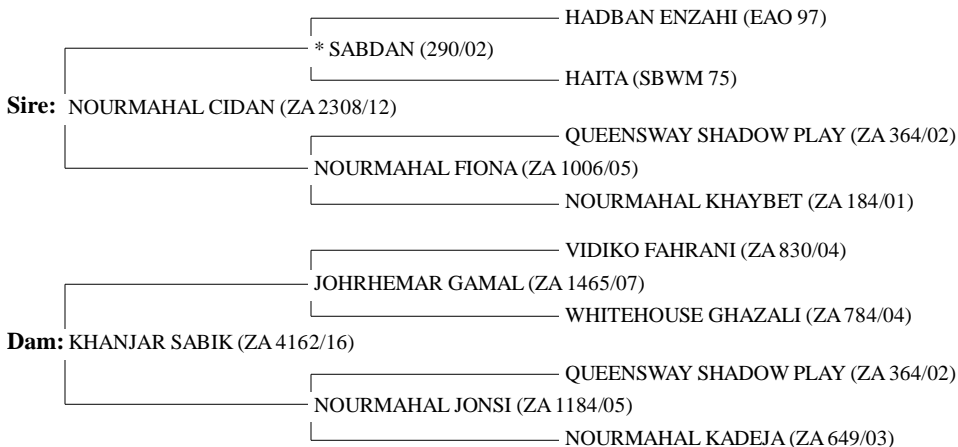 HADBAN ENZAHI (EAO 97)
* SABDAN (290/02)
HAITA (SBWM 75)
Sire: NOURMAHAL CIDAN (ZA 2308/12)
QUEENSWAY SHADOW PLAY (ZA 364/02)
NOURMAHAL FIONA (ZA 1006/05)
NOURMAHAL KHAYBET (ZA 184/01)
VIDIKO FAHRANI (ZA 830/04)
JOHRHEMAR GAMAL (ZA 1465/07)
WHITEHOUSE GHAZALI (ZA 784/04)
Dam: KHANJAR SABIK (ZA 4162/16)
QUEENSWAY SHADOW PLAY (ZA 364/02)
NOURMAHAL JONSI (ZA 1184/05)
NOURMAHAL KADEJA (ZA 649/03)